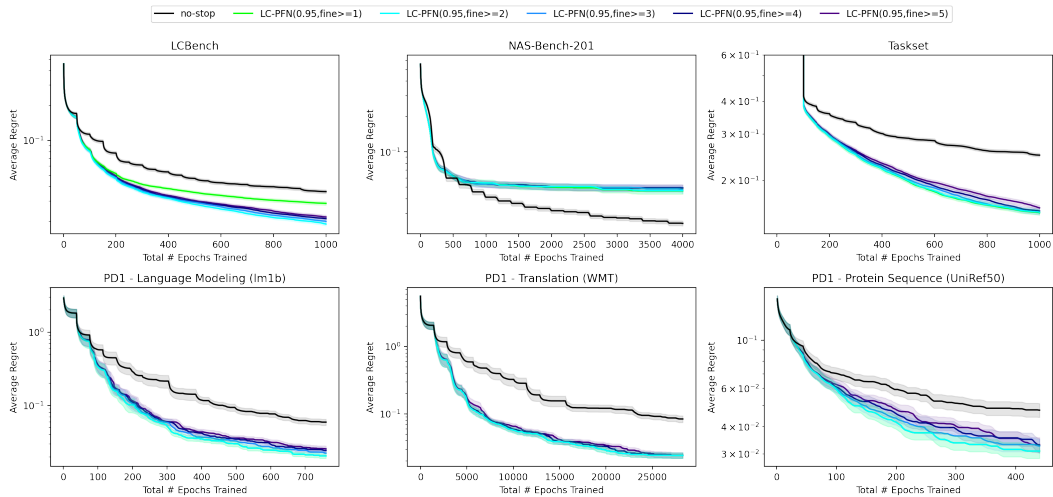 no-stop LC-PFN(0.95,fine>=1) LC-PFN(0.95,fine>=2) LC-PFN(0.95,fine>=3) LC-PFN(0.95,fine>=4) LC-PFN(0.95,fine>=5)
LCBench
Average Regret
10⁻¹
0 200 400 600 800 1000
Total # Epochs Trained
NAS-Bench-201
Average Regret
10⁻¹
0 500 1000 1500 2000 2500 3000 3500 4000
Total # Epochs Trained
Taskset
Average Regret
6 × 10⁻¹
4 × 10⁻¹
3 × 10⁻¹
2 × 10⁻¹
0 200 400 600 800 1000
Total # Epochs Trained
PD1 - Language Modeling (lm1b)
Average Regret
10⁰
10⁻¹
0 100 200 300 400 500 600 700
Total # Epochs Trained
PD1 - Translation (WMT)
Average Regret
10⁰
10⁻¹
0 5000 10000 15000 20000 25000
Total # Epochs Trained
PD1 - Protein Sequence (UniRef50)
Average Regret
10⁻¹
6 × 10⁻²
4 × 10⁻²
3 × 10⁻²
0 100 200 300 400
Total # Epochs Trained